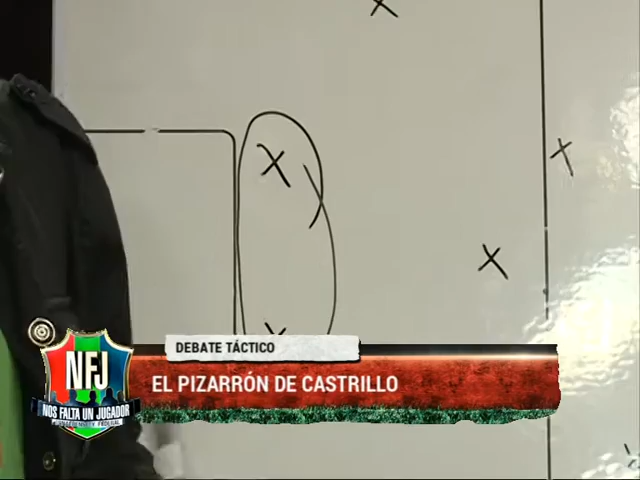 DEBATE TÁCTICO
EL PIZARRÓN DE CASTRILLO
NFJ
NOS FALTA UN JUGADOR